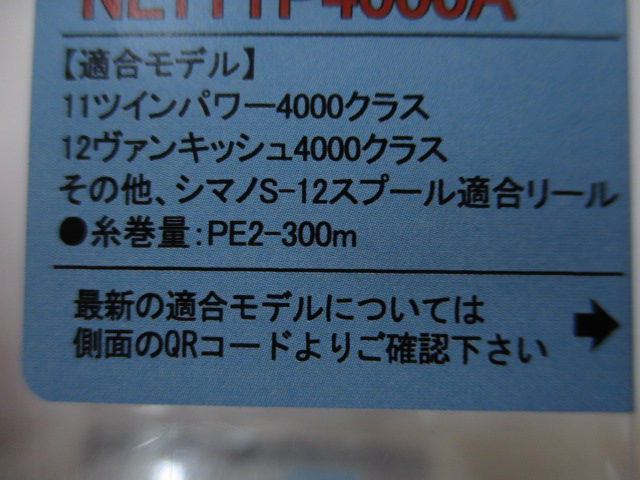 【適合モデル】
11ツインパワー4000クラス
12ヴァンキッシュ4000クラス
その他、シマノS-12スプール適合リール
●糸巻量:PE2-300m
最新の適合モデルについては
側面のQRコードよりご確認下さい